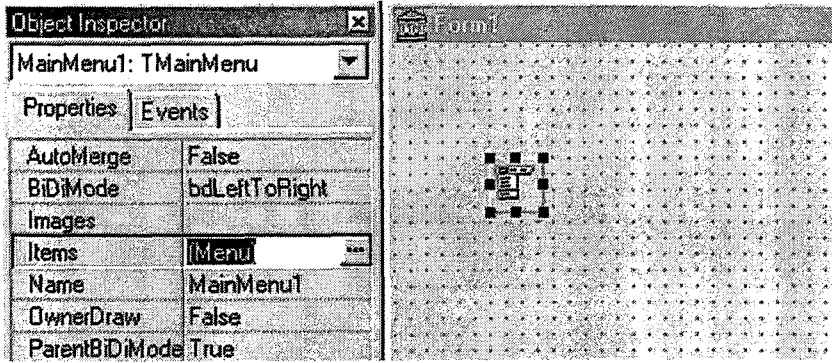 Object Inspector
MainMenu1: TMainMenu
Properties Events
AutoMerge False
BiDiMode bdLeftToRight
Images
Items (Menu) ...
Name MainMenu1
OwnerDraw False
ParentBiDiMode True
Form1